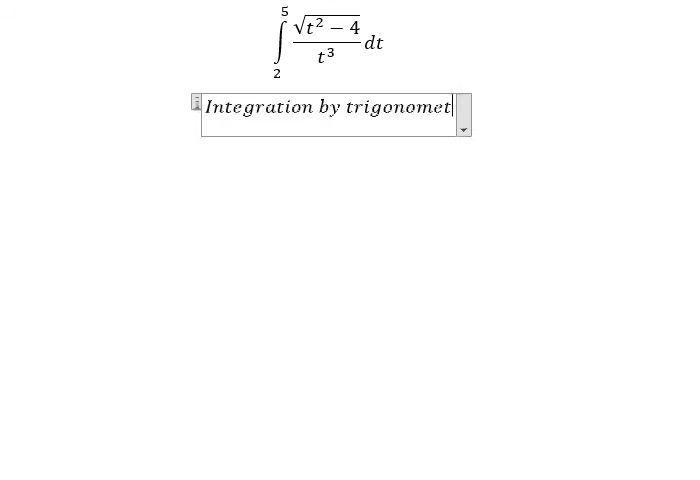 5
∫ √(t² − 4) / t³ dt
2
Integration by trigonomet